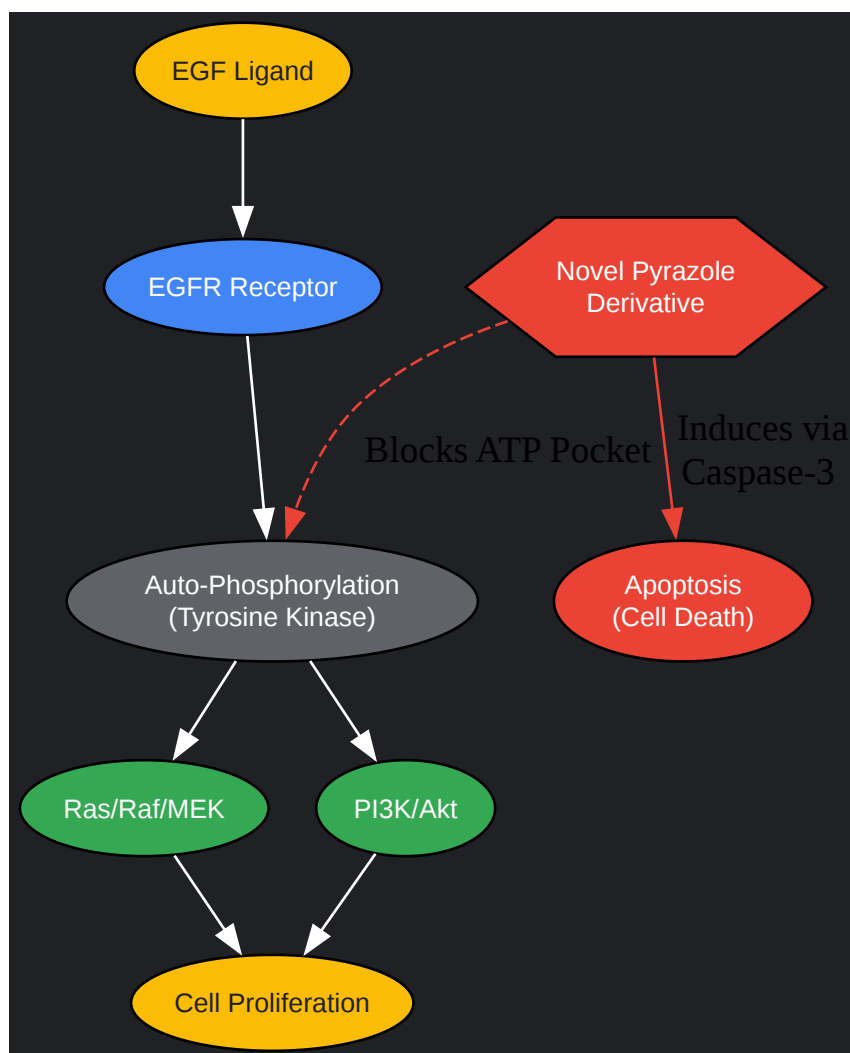 EGF Ligand
EGFR Receptor
Novel Pyrazole
Derivative
Blocks ATP Pocket
Induces via
Caspase-3
Auto-Phosphorylation
(Tyrosine Kinase)
Apoptosis
(Cell Death)
Ras/Raf/MEK
PI3K/Akt
Cell Proliferation